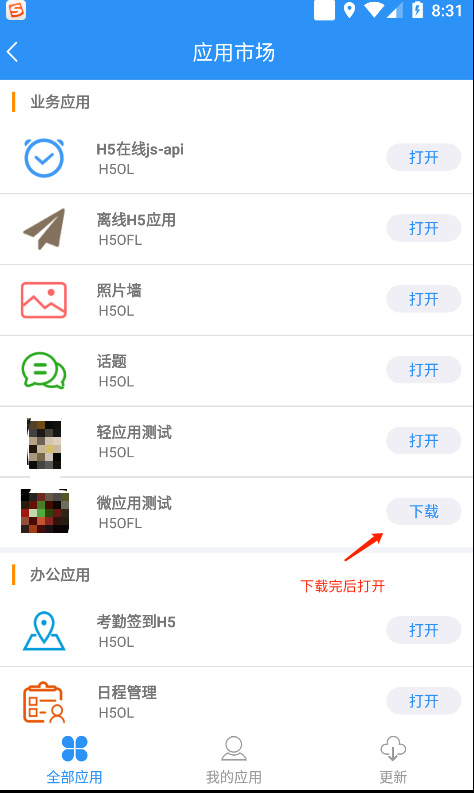 8:31
应用市场
业务应用
H5在线js-api
H5OL
打开
离线H5应用
H5OFL
打开
照片墙
H5OL
打开
话题
H5OL
打开
轻应用测试
H5OL
打开
微应用测试
H5OFL
下载
下载完后打开
办公应用
考勤签到H5
H5OL
打开
日程管理
H5OL
打开
全部应用
我的应用
更新